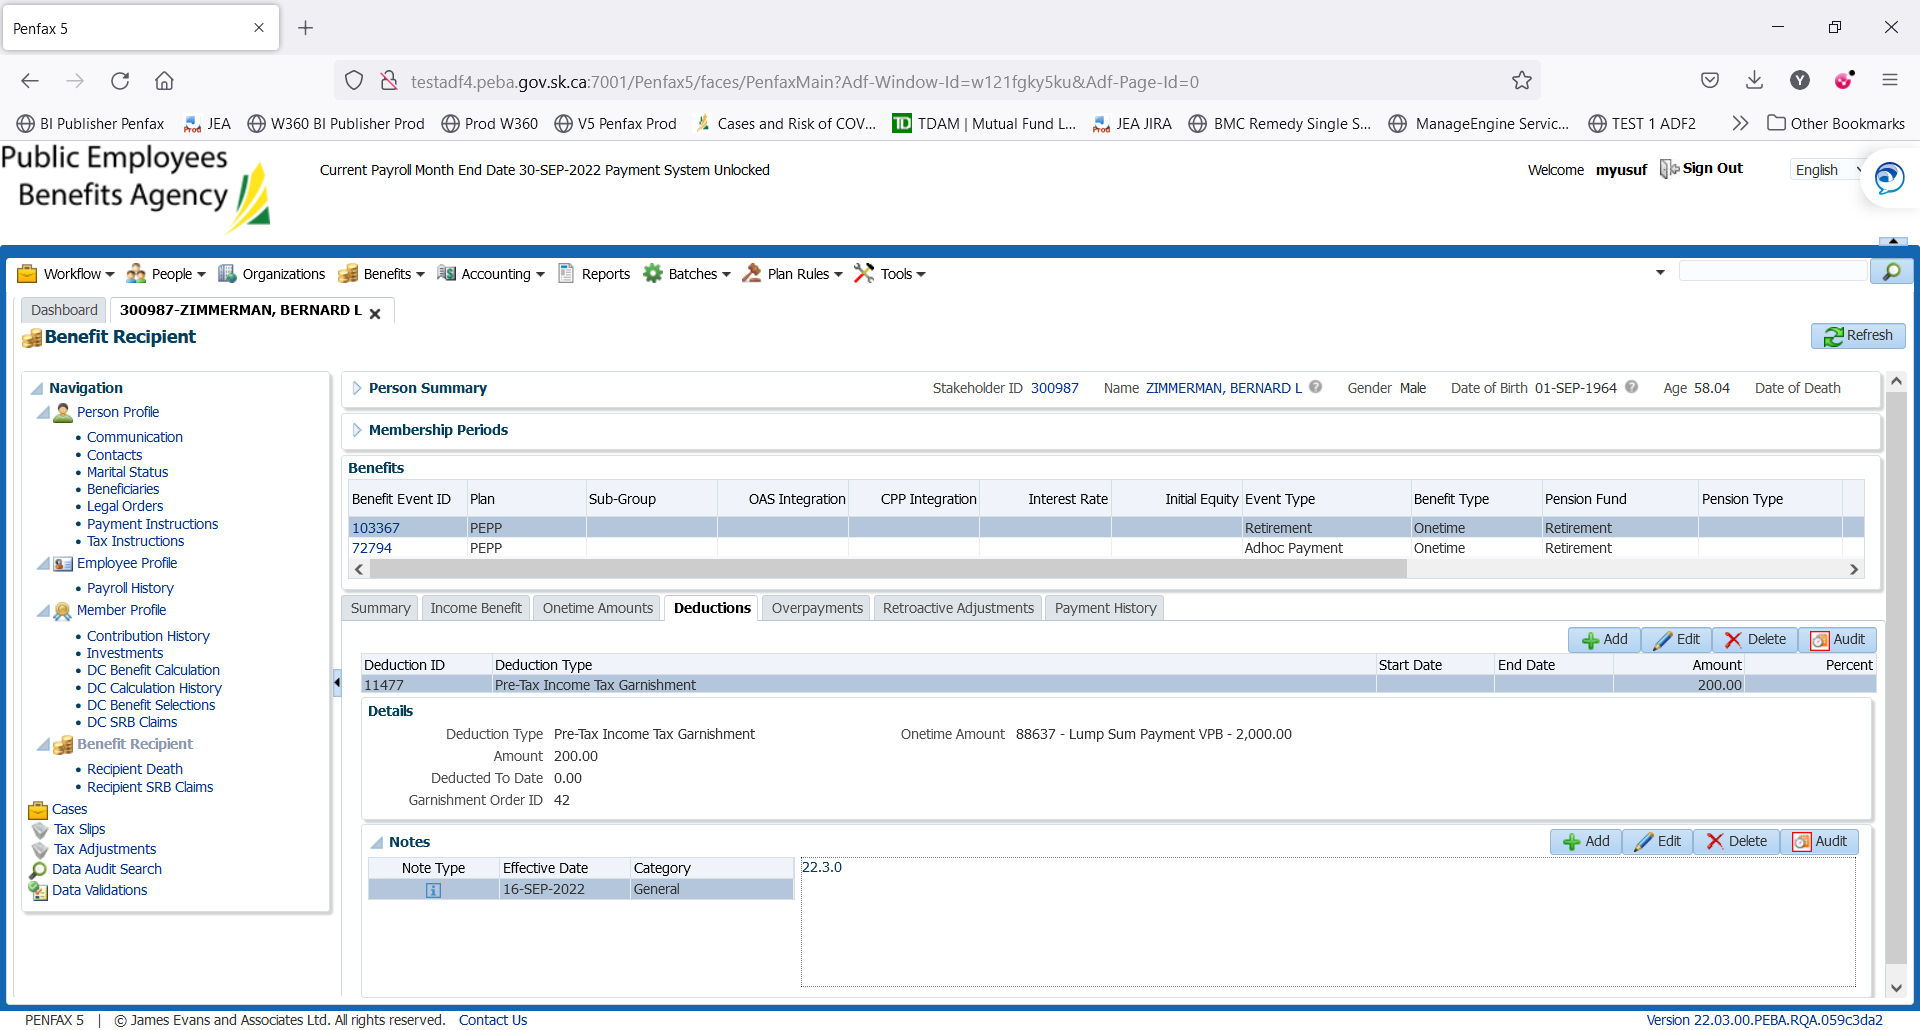 Penfax 5
testadf4.peba.gov.sk.ca:7001/Penfax5/faces/PenfaxMain?Adf-Window-Id=w121fgky5ku&Adf-Page-Id=0
Y
BI Publisher Penfax JEA W360 BI Publisher Prod Prod W360 V5 Penfax Prod Cases and Risk of COV... TDAM | Mutual Fund L... JEA JIRA BMC Remedy Single S... ManageEngine Servic... TEST 1 ADF2 Other Bookmarks
Public Employees
Benefits Agency
Current Payroll Month End Date 30-SEP-2022 Payment System Unlocked
Welcome myusuf Sign Out English
Workflow People Organizations Benefits Accounting Reports Batches Plan Rules Tools
Dashboard 300987-ZIMMERMAN, BERNARD L
Benefit Recipient
Refresh
Navigation
Person Profile
Communication
Contacts
Marital Status
Beneficiaries
Legal Orders
Payment Instructions
Tax Instructions
Employee Profile
Payroll History
Member Profile
Contribution History
Investments
DC Benefit Calculation
DC Calculation History
DC Benefit Selections
DC SRB Claims
Benefit Recipient
Recipient Death
Recipient SRB Claims
Cases
Tax Slips
Tax Adjustments
Data Audit Search
Data Validations
Person Summary Stakeholder ID 300987 Name ZIMMERMAN, BERNARD L Gender Male Date of Birth 01-SEP-1964 Age 58.04 Date of Death
Membership Periods
Benefits
Benefit Event ID Plan Sub-Group OAS Integration CPP Integration Interest Rate Initial Equity Event Type Benefit Type Pension Fund Pension Type
103367 PEPP Retirement Onetime Retirement
72794 PEPP Adhoc Payment Onetime Retirement
Summary Income Benefit Onetime Amounts Deductions Overpayments Retroactive Adjustments Payment History
Add Edit Delete Audit
Deduction ID Deduction Type Start Date End Date Amount Percent
11477 Pre-Tax Income Tax Garnishment 200.00
Details
Deduction Type Pre-Tax Income Tax Garnishment Onetime Amount 88637 - Lump Sum Payment VPB - 2,000.00
Amount 200.00
Deducted To Date 0.00
Garnishment Order ID 42
Notes
Add Edit Delete Audit
Note Type Effective Date Category
16-SEP-2022 General
22.3.0
PENFAX 5 | © James Evans and Associates Ltd. All rights reserved. Contact Us
Version 22.03.00.PEBA.RQA.059c3da2